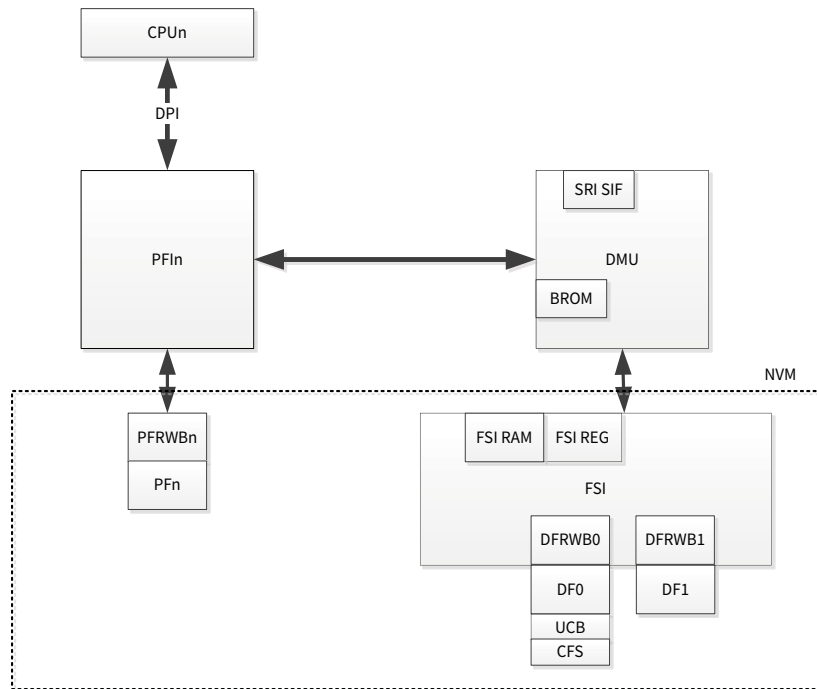 CPUn
DPI
PFIn
SRI SIF
DMU
BROM
NVM
PFRWBn
PFn
FSI RAM
FSI REG
FSI
DFRWB0
DFRWB1
DF0
DF1
UCB
CFS